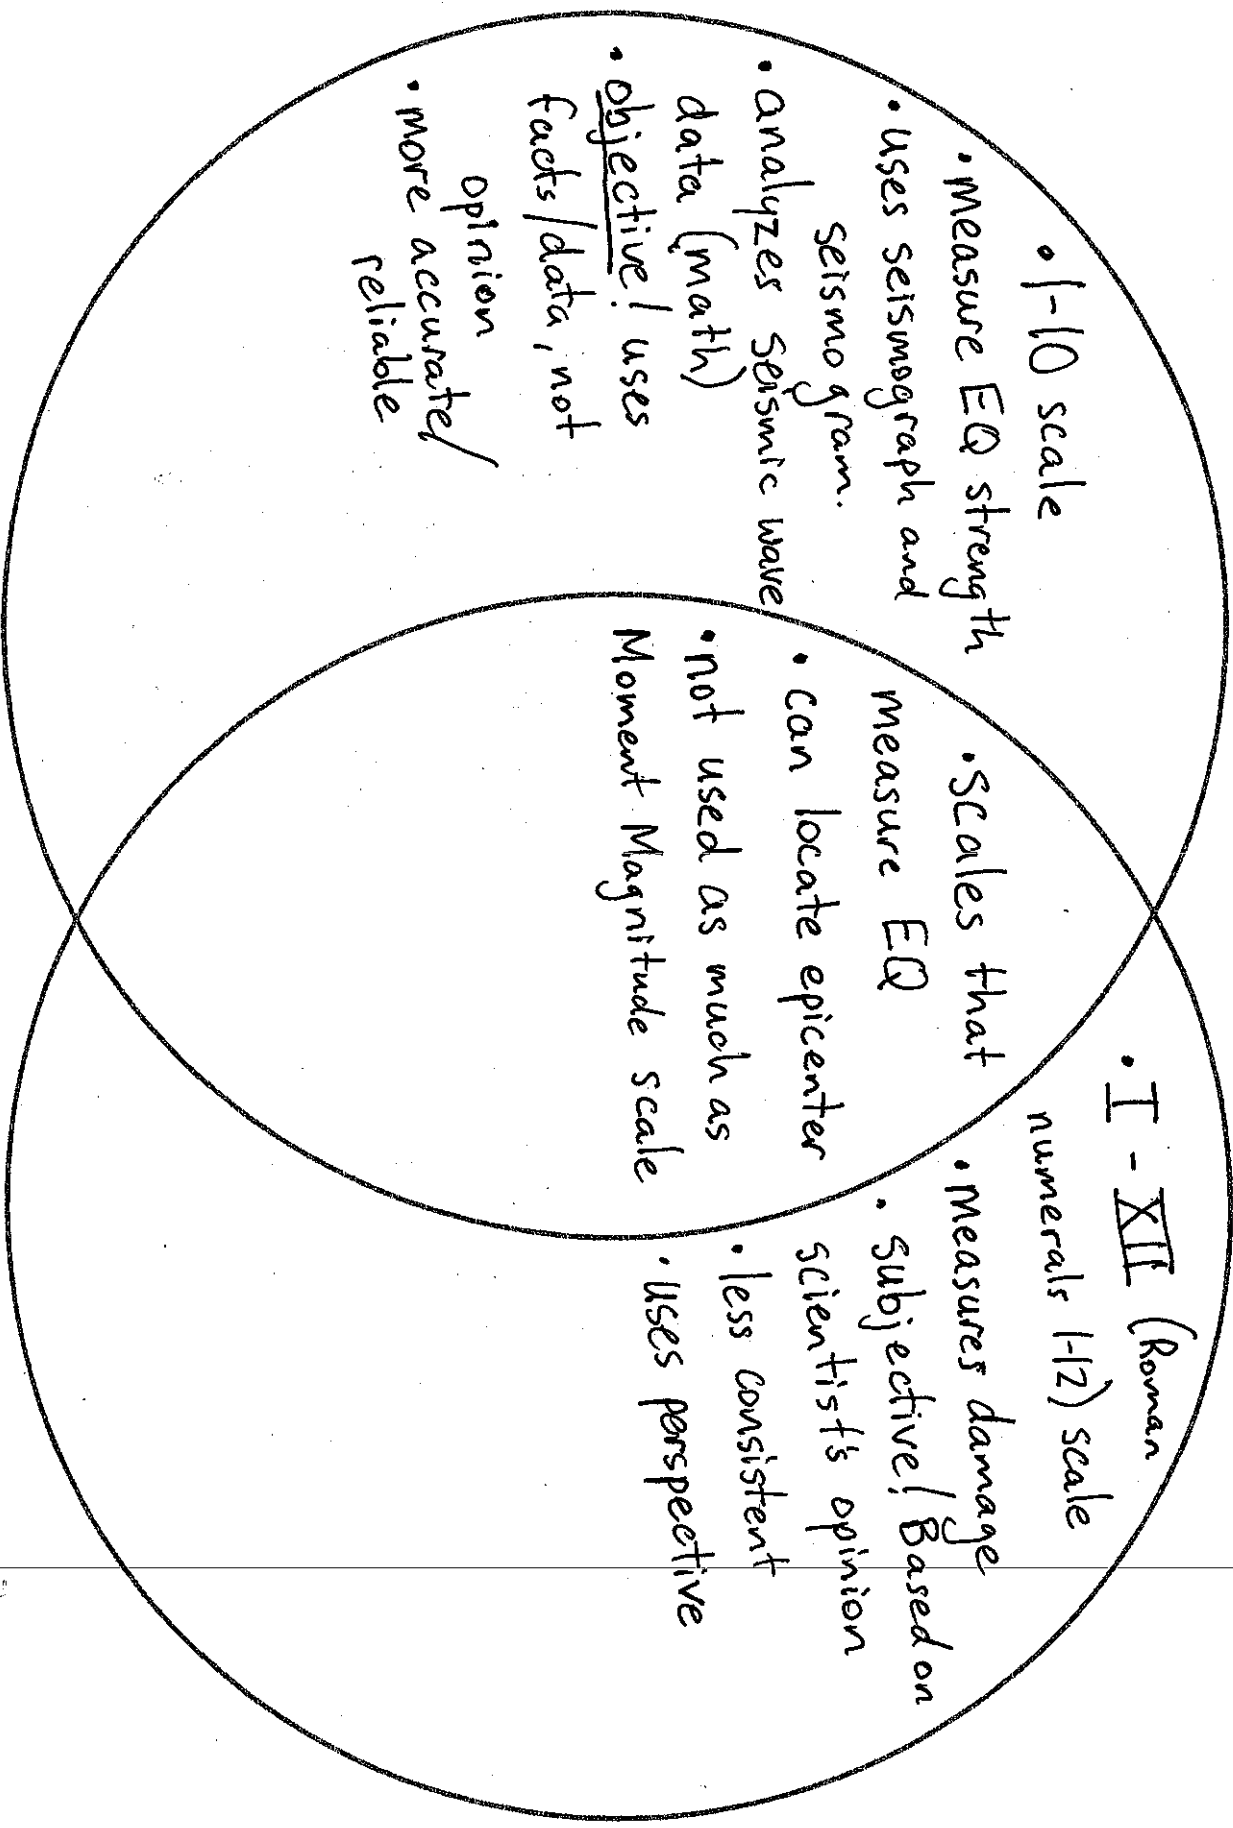 • 1-10 scale
• measure EQ strength
• uses seismograph and
seismogram.
• analyzes seismic wave
data (math)
• objective! uses
facts/data, not
opinion
• more accurate/
reliable
• Scales that
measure EQ
• can locate epicenter
• not used as much as
Moment Magnitude scale
• I - XII (Roman
numerals 1-12) scale
• measures damage
• subjective! Based on
scientist's opinion
• less consistent
• uses perspective